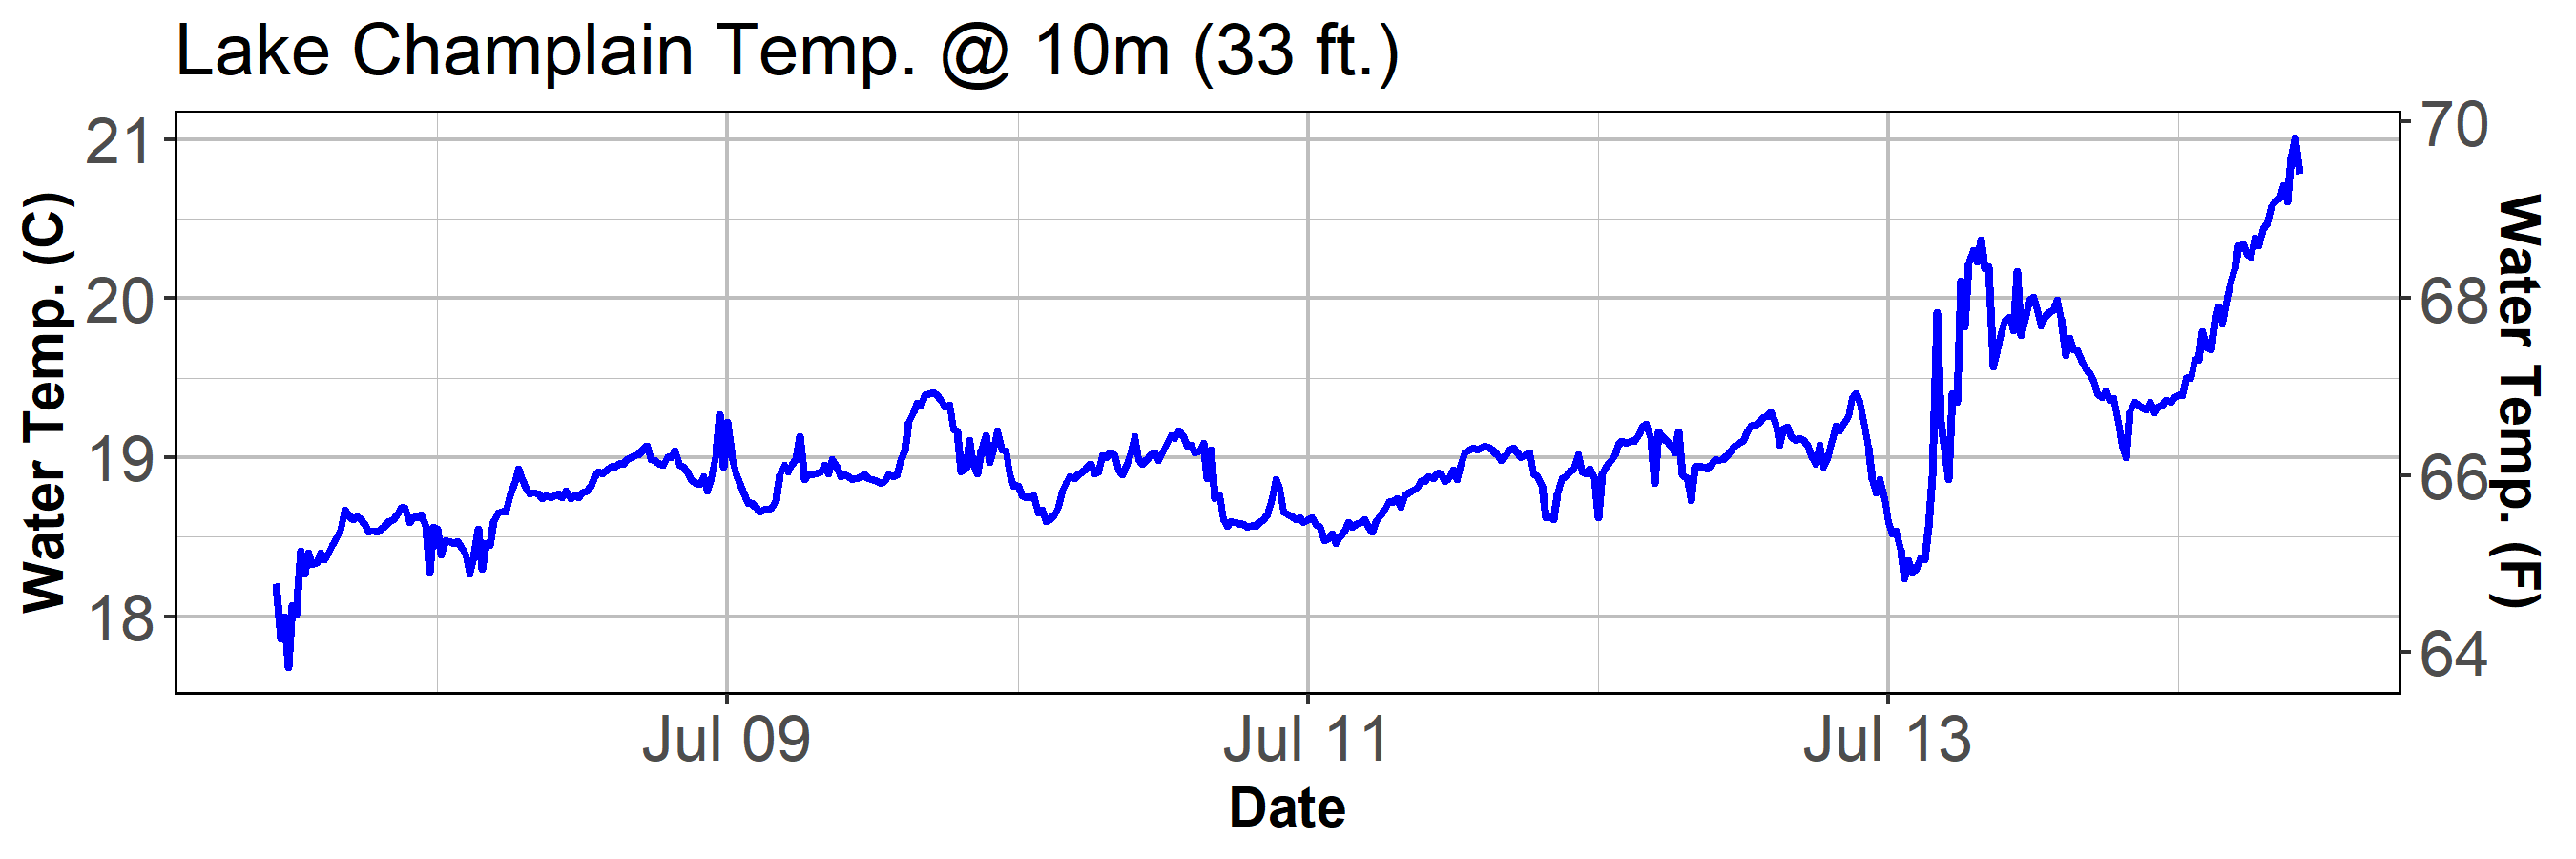 Lake Champlain Temp. @ 10m (33 ft.)
Water Temp. (C)
21
20
19
18
70
68
66
64
Water Temp. (F)
Jul 09 Jul 11 Jul 13
Date